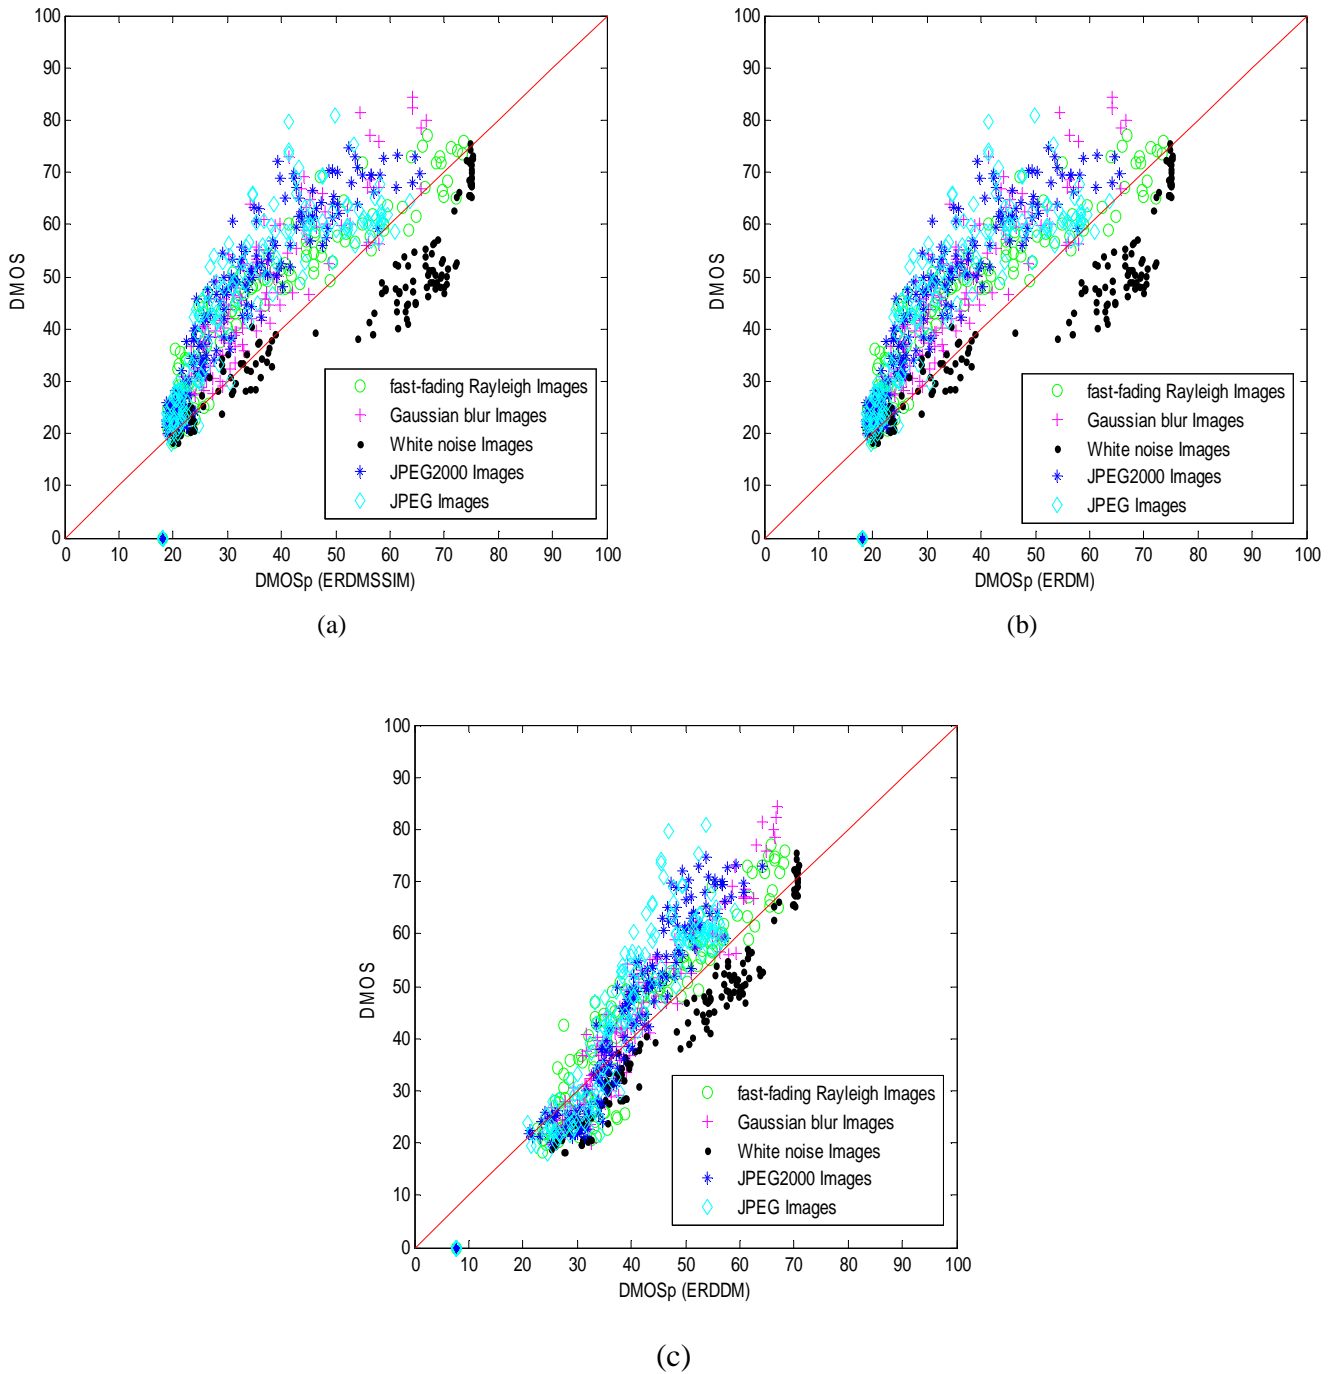 100
90
80
70
60
50
40
30
20
10
0
DMOS
0 10 20 30 40 50 60 70 80 90 100
DMOSp (ERDMSSIM)
fast-fading Rayleigh Images
Gaussian blur Images
White noise Images
JPEG2000 Images
JPEG Images
(a)
100
90
80
70
60
50
40
30
20
10
0
DMOS
0 10 20 30 40 50 60 70 80 90 100
DMOSp (ERDM)
fast-fading Rayleigh Images
Gaussian blur Images
White noise Images
JPEG2000 Images
JPEG Images
(b)
100
90
80
70
60
50
40
30
20
10
0
DMOS
0 10 20 30 40 50 60 70 80 90 100
DMOSp (ERDDM)
fast-fading Rayleigh Images
Gaussian blur Images
White noise Images
JPEG2000 Images
JPEG Images
(c)